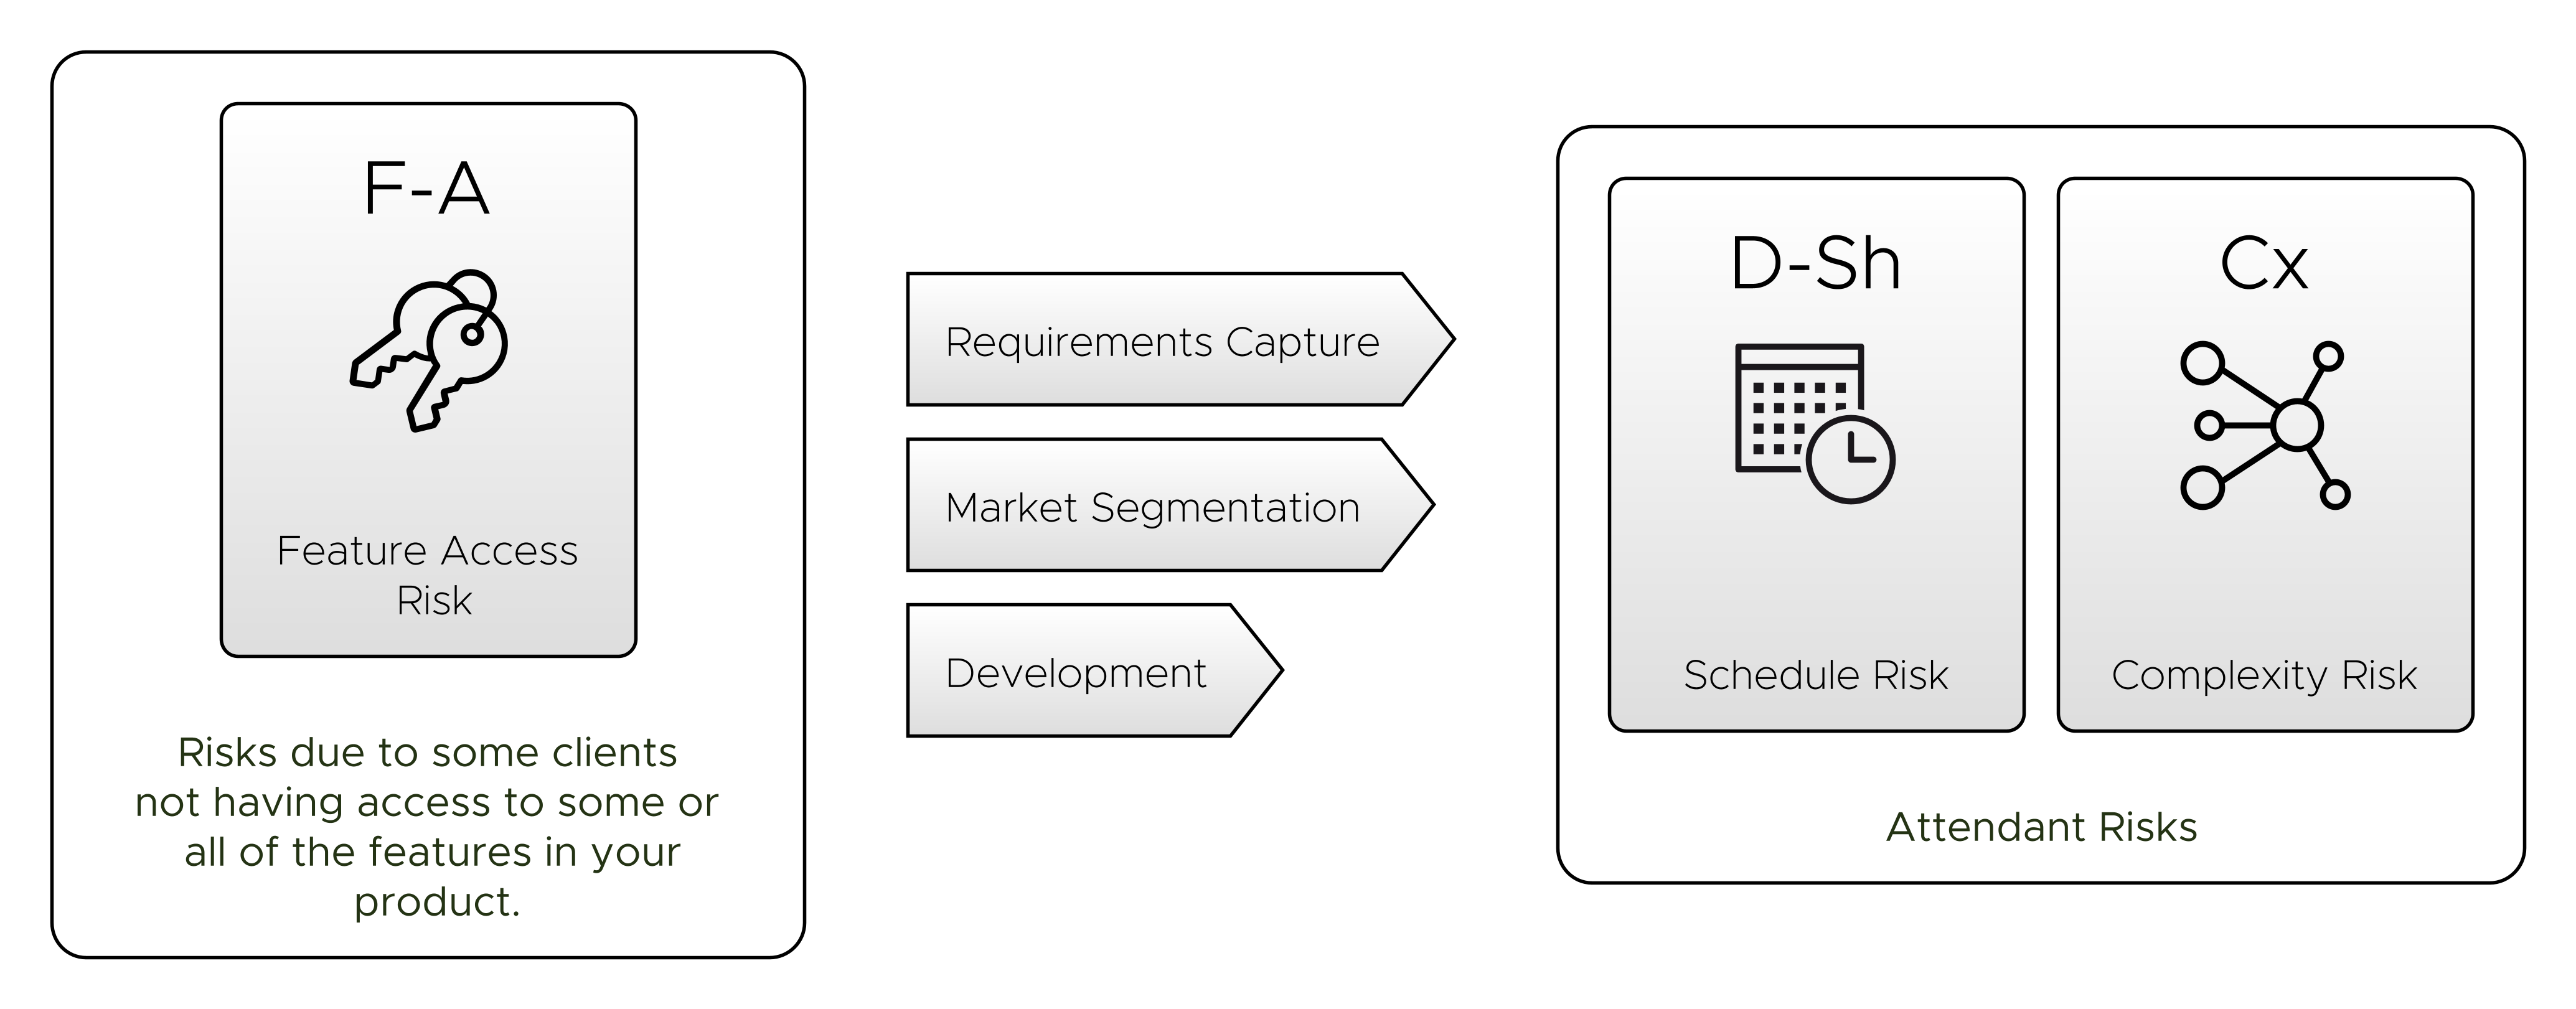 F-A
Feature Access
Risk
Risks due to some clients
not having access to some or
all of the features in your
product.
Requirements Capture
Market Segmentation
Development
D-Sh
Schedule Risk
Cx
Complexity Risk
Attendant Risks